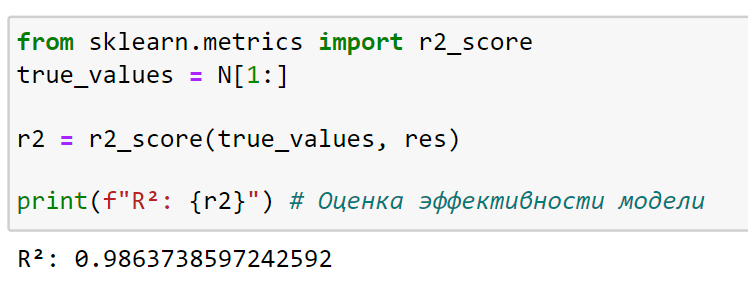 from sklearn.metrics import r2_score
true_values = N[1:]
r2 = r2_score(true_values, res)
print(f"R²: {r2}") # Оценка эффективности модели
R²: 0.9863738597242592